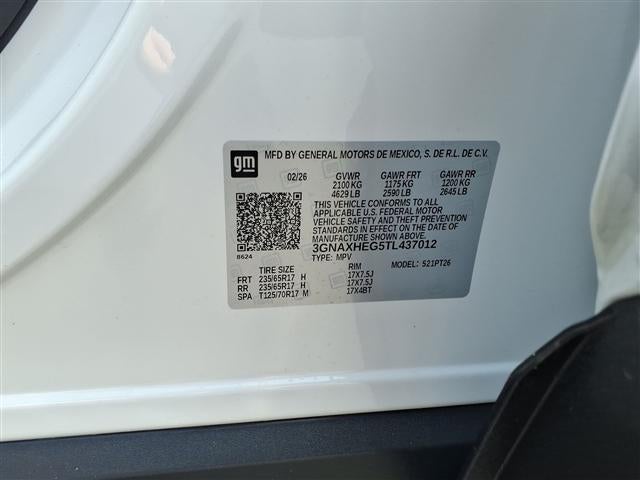 gm MFD BY GENERAL MOTORS DE MEXICO, S. DE R.L. DE C.V.
02/26 GVWR GAWR FRT GAWR RR
2100 KG 1175 KG 1200 KG
4629 LB 2590 LB 2645 LB
THIS VEHICLE CONFORMS TO ALL
APPLICABLE U.S. FEDERAL MOTOR
VEHICLE SAFETY AND THEFT PREVENTION
STANDARDS IN EFFECT ON THE DATE OF
MANUFACTURE SHOWN ABOVE.
8624 3GNAXHEG5TL437012
TYPE: MPV
TIRE SIZE RIM MODEL: 521PT26
FRT 235/65R17 H 17X7.5J
RR 235/65R17 H 17X7.5J
SPA T125/70R17 M 17X4BT